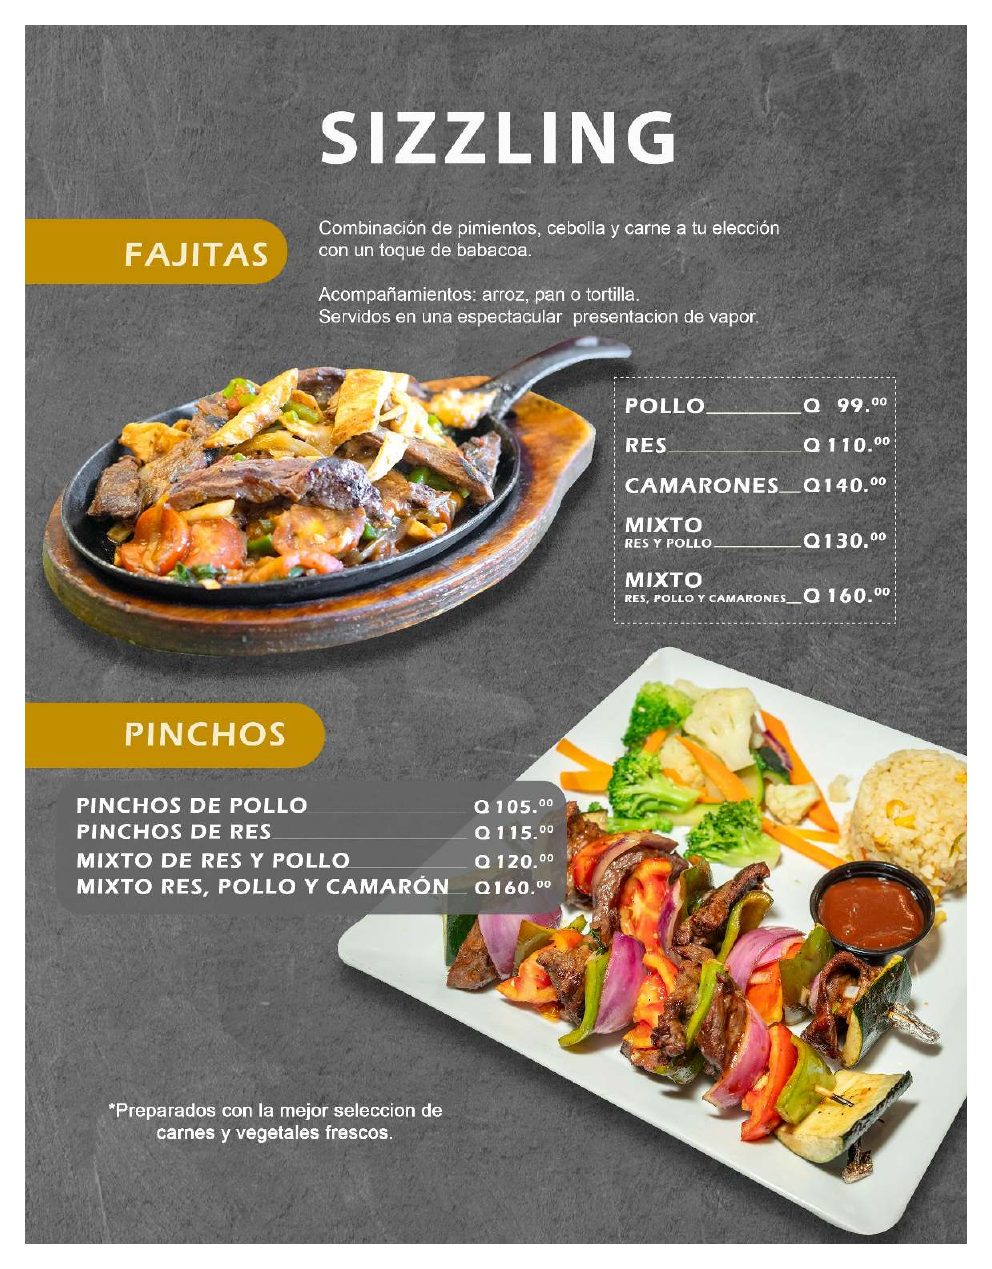 SIZZLING
FAJITAS
Combinación de pimientos, cebolla y carne a tu elección
con un toque de babacoa.
Acompañamientos: arroz, pan o tortilla.
Servidos en una espectacular presentacion de vapor.
POLLO Q 99.00
RES Q 110.00
CAMARONES Q140.00
MIXTO
RES Y POLLO Q130.00
MIXTO
RES, POLLO Y CAMARONES Q 160.00
PINCHOS
PINCHOS DE POLLO Q 105.00
PINCHOS DE RES Q 115.00
MIXTO DE RES Y POLLO Q 120.00
MIXTO RES, POLLO Y CAMARÓN Q160.00
*Preparados con la mejor seleccion de
carnes y vegetales frescos.